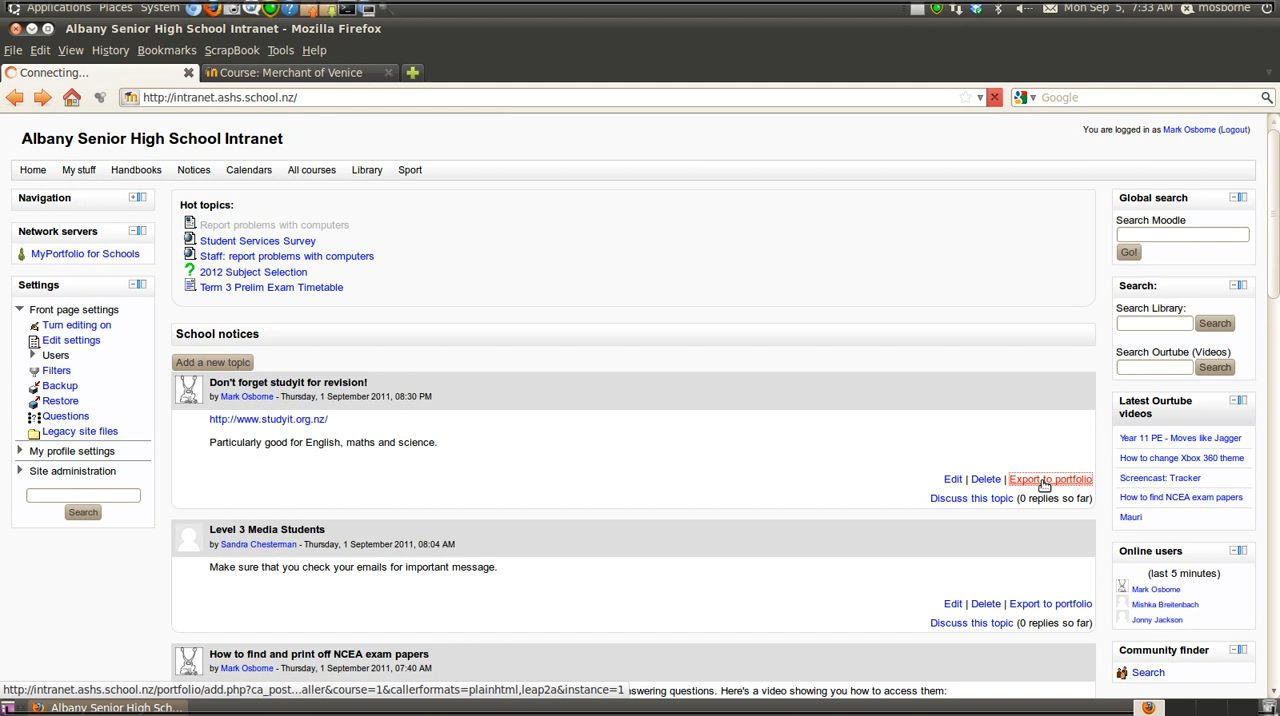 Applications Places System Mon Sep 5, 7:33 AM mosborne
Albany Senior High School Intranet - Mozilla Firefox
File Edit View History Bookmarks ScrapBook Tools Help
Connecting... Course: Merchant of Venice
http://intranet.ashs.school.nz/ Google
Albany Senior High School Intranet
You are logged in as Mark Osborne (Logout)
Home My stuff Handbooks Notices Calendars All courses Library Sport
Navigation
Network servers
MyPortfolio for Schools
Settings
Front page settings
Turn editing on
Edit settings
Users
Filters
Backup
Restore
Questions
Legacy site files
My profile settings
Site administration
Search
Hot topics:
Report problems with computers
Student Services Survey
Staff: report problems with computers
2012 Subject Selection
Term 3 Prelim Exam Timetable
School notices
Add a new topic
Don't forget studyit for revision!
by Mark Osborne - Thursday, 1 September 2011, 08:30 PM
http://www.studyit.org.nz/
Particularly good for English, maths and science.
Edit | Delete | Export to portfolio
Discuss this topic (0 replies so far)
Level 3 Media Students
by Sandra Chesterman - Thursday, 1 September 2011, 08:04 AM
Make sure that you check your emails for important message.
Edit | Delete | Export to portfolio
Discuss this topic (0 replies so far)
How to find and print off NCEA exam papers
by Mark Osborne - Thursday, 1 September 2011, 07:40 AM
swering questions. Here's a video showing you how to access them:
Global search
Search Moodle
Go!
Search:
Search Library:
Search
Search Ourtube (Videos)
Search
Latest Ourtube
videos
Year 11 PE - Moves like Jagger
How to change Xbox 360 theme
Screencast: Tracker
How to find NCEA exam papers
Mauri
Online users
(last 5 minutes)
Mark Osborne
Mishka Breitenbach
Jonny Jackson
Community finder
Search
http://intranet.ashs.school.nz/portfolio/add.php?ca_post...aller&course=1&callerformats=plainhtml,leap2a&instance=1
Albany Senior High Sch...